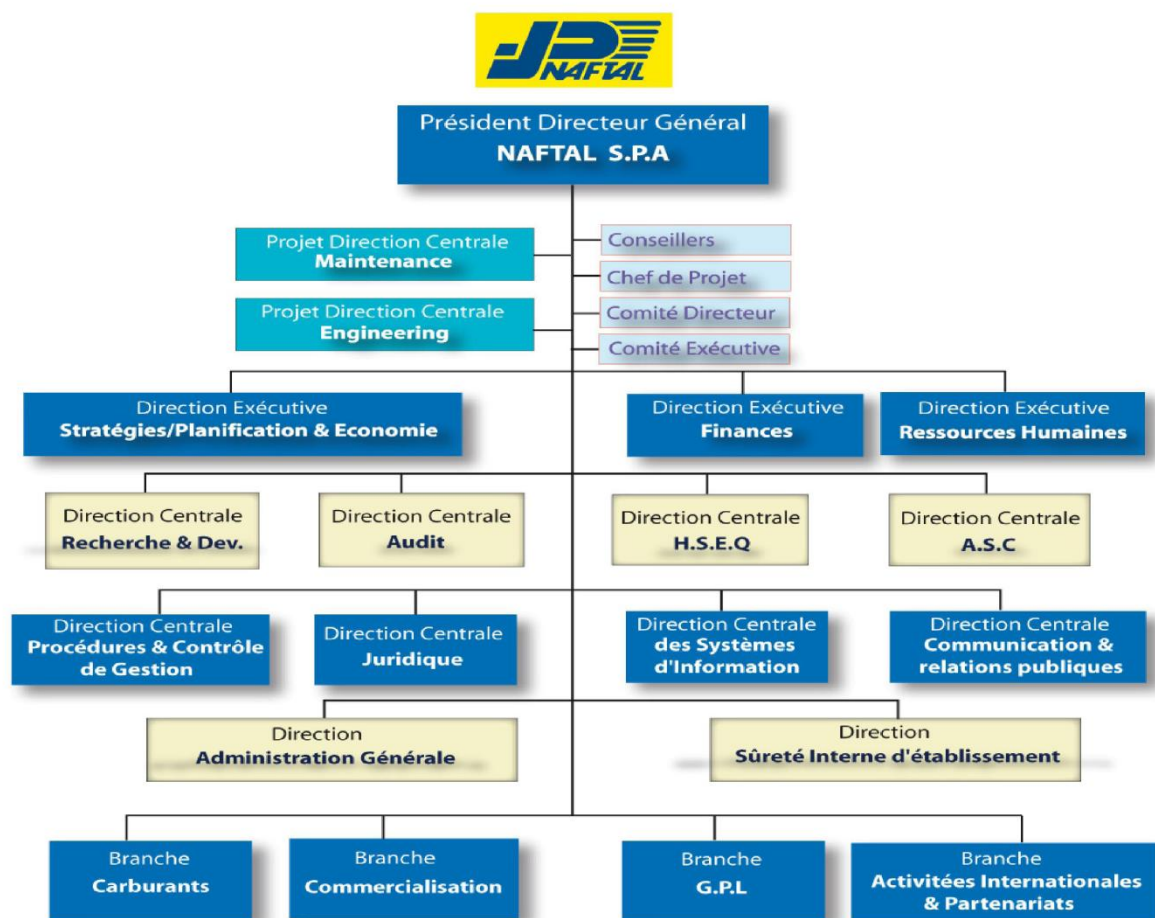 NAFTAL
Président Directeur Général
NAFTAL S.P.A
Projet Direction Centrale
Maintenance
Projet Direction Centrale
Engineering
Conseillers
Chef de Projet
Comité Directeur
Comité Exécutive
Direction Exécutive
Stratégies/Planification & Economie
Direction Exécutive
Finances
Direction Exécutive
Ressources Humaines
Direction Centrale
Recherche & Dev.
Direction Centrale
Audit
Direction Centrale
H.S.E.Q
Direction Centrale
A.S.C
Direction Centrale
Procédures & Contrôle
de Gestion
Direction Centrale
Juridique
Direction Centrale
des Systèmes
d'Information
Direction Centrale
Communication &
relations publiques
Direction
Administration Générale
Direction
Sûreté Interne d'établissement
Branche
Carburants
Branche
Commercialisation
Branche
G.P.L
Branche
Activitées Internationales
& Partenariats